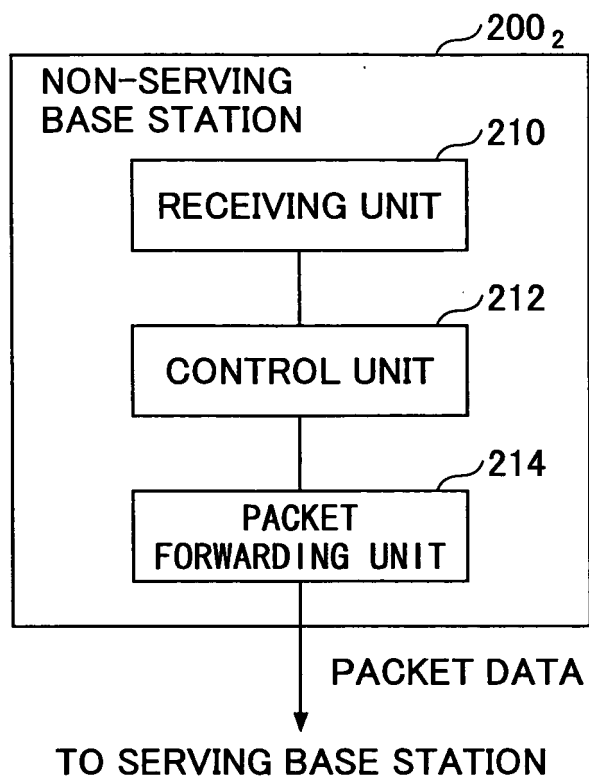 200₂
NON-SERVING
BASE STATION
210
RECEIVING UNIT
212
CONTROL UNIT
214
PACKET
FORWARDING UNIT
PACKET DATA
TO SERVING BASE STATION